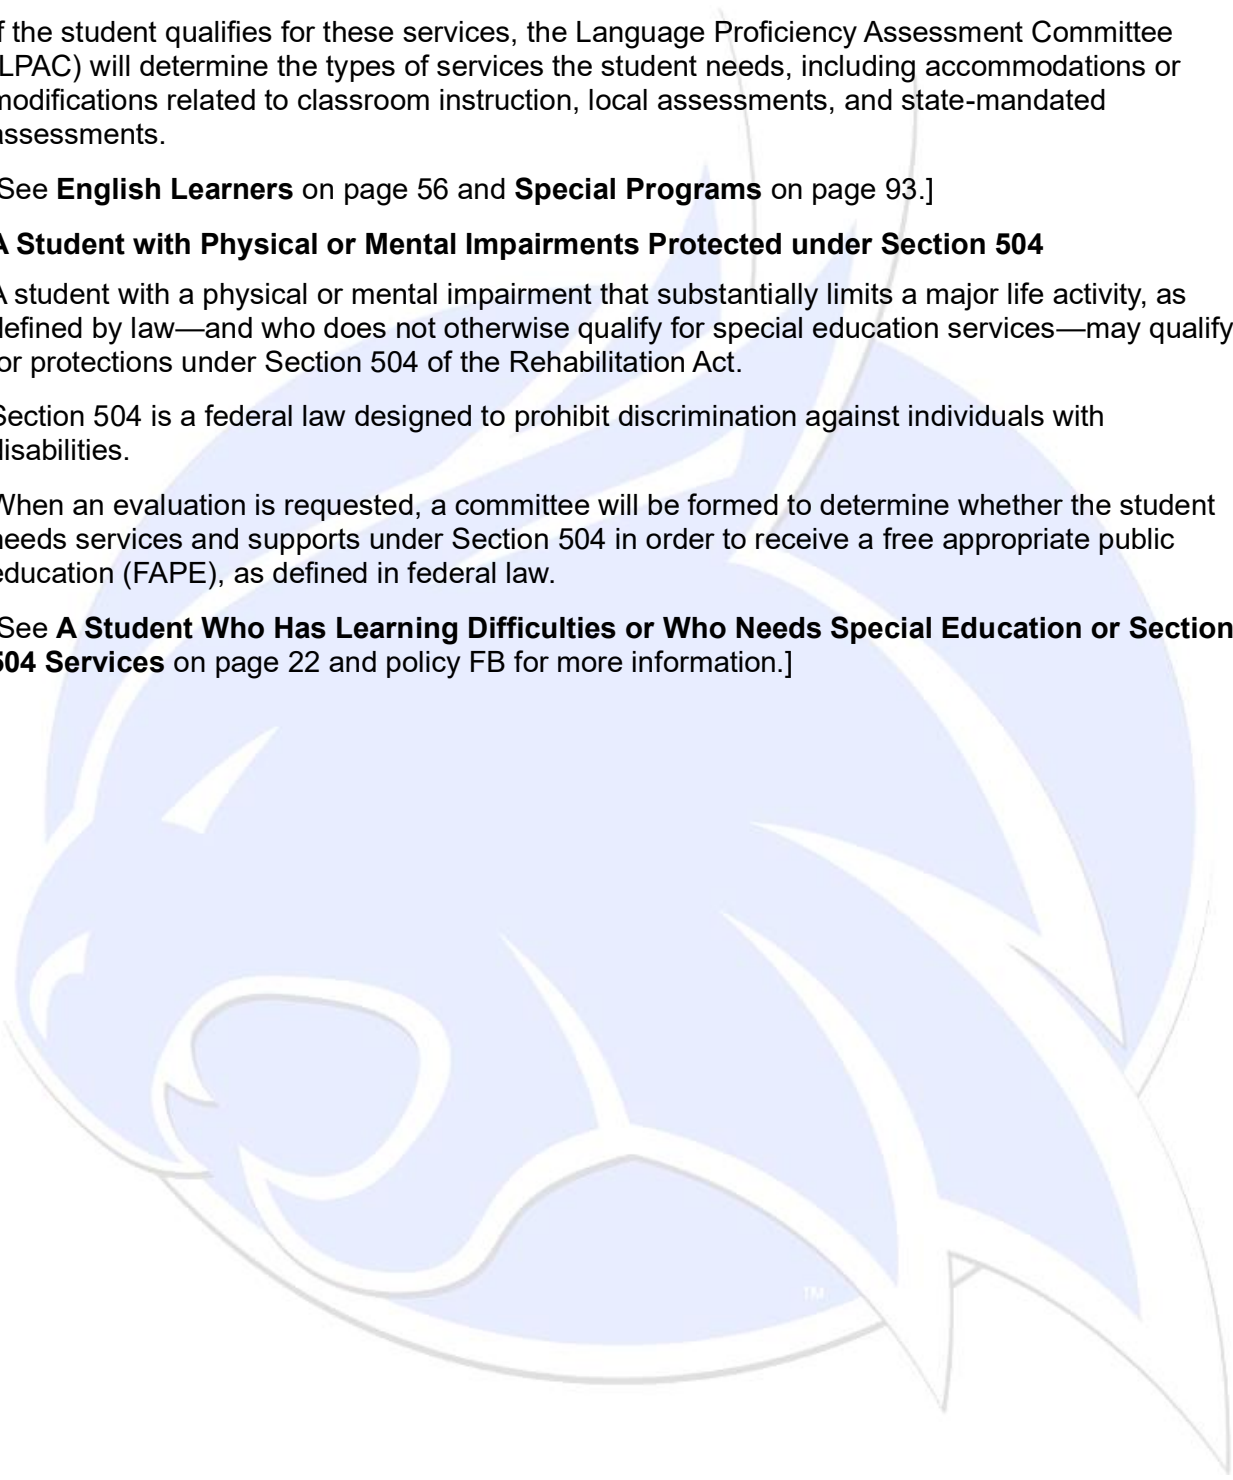 f the student qualifies for these services, the Language Proficiency Assessment Committee
LPAC) will determine the types of services the student needs, including accommodations or
modifications related to classroom instruction, local assessments, and state-mandated
assessments.
See English Learners on page 56 and Special Programs on page 93.]
A Student with Physical or Mental Impairments Protected under Section 504
A student with a physical or mental impairment that substantially limits a major life activity, as
defined by law—and who does not otherwise qualify for special education services—may qualify
or protections under Section 504 of the Rehabilitation Act.
Section 504 is a federal law designed to prohibit discrimination against individuals with
disabilities.
When an evaluation is requested, a committee will be formed to determine whether the student
needs services and supports under Section 504 in order to receive a free appropriate public
education (FAPE), as defined in federal law.
See A Student Who Has Learning Difficulties or Who Needs Special Education or Section
504 Services on page 22 and policy FB for more information.]
TM